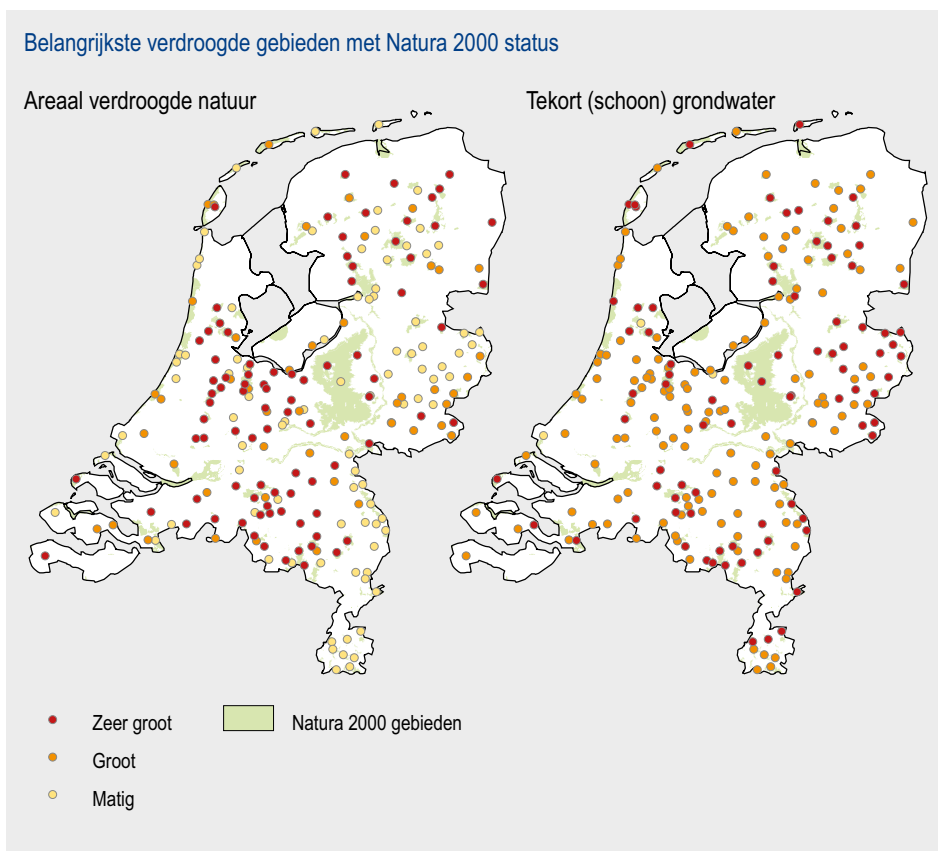 Belangrijkste verdroogde gebieden met Natura 2000 status
Areaal verdroogde natuur
Tekort (schoon) grondwater
Zeer groot
Natura 2000 gebieden
Groot
Matig